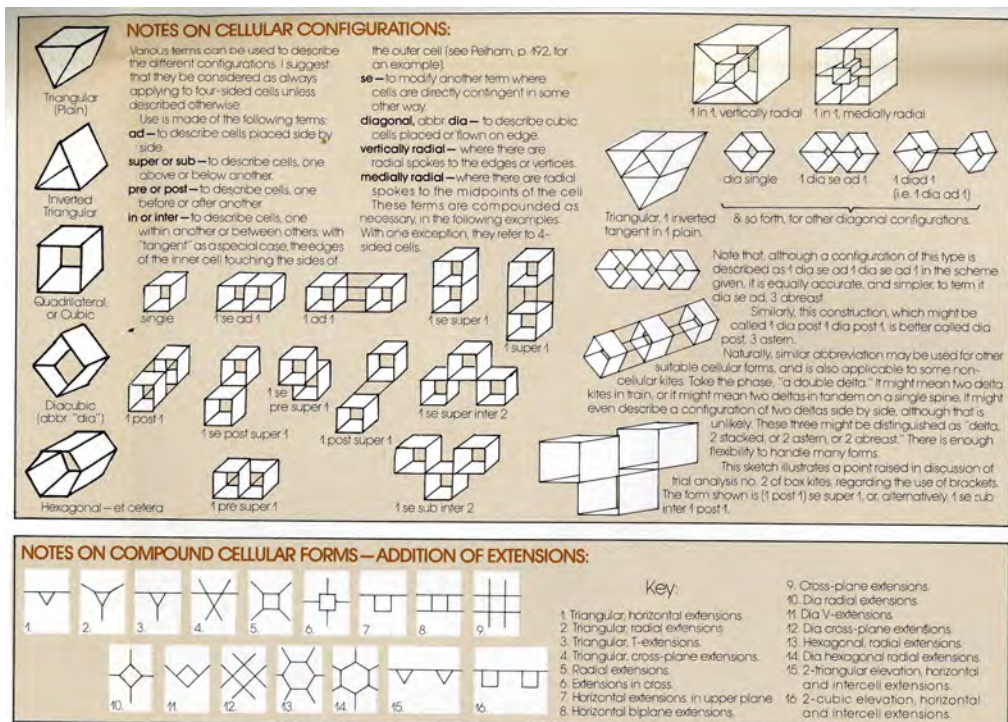 NOTES ON CELLULAR CONFIGURATIONS:
Various terms can be used to describe
the different configurations. I suggest
that they be considered as always
applying to four-sided cells unless
described otherwise.
Use is made of the following terms:
ad – to describe cells placed side by
side.
super or sub – to describe cells, one
above or below another.
pre or post – to describe cells, one
before or after another.
in or inter – to describe cells, one
within another or between others; with
"tangent" as a special case, the edges
of the inner cell touching the sides of
the outer cell (see Pelham, p. 192, for
an example).
se – to modify another term where
cells are directly contingent in some
other way.
diagonal, abbr. dia – to describe cubic
cells placed or flown on edge.
vertically radial – where there are
radial spokes to the edges or vertices.
medially radial – where there are radial
spokes to the midpoints of the cell.
These terms are compounded as
necessary, in the following examples.
With one exception, they refer to 4-
sided cells.
Triangular
(Plain)
Inverted
Triangular
Quadrilateral,
or Cubic
Diacubic
(abbr. "dia")
Hexagonal – et cetera
single
1 se ad 1
1 ad 1
1 se super 1
1 super 1
1 post 1
1 se post super 1
1 se
pre super 1
1 post super 1
1 se super inter 2
1 pre super 1
1 se sub inter 2
1 in 1, vertically radial
1 in 1, medially radial
Triangular, 1 inverted
tangent in 1 plain.
dia single
1 dia se ad 1
1 diad 1
(i.e. 1 dia ad 1)
& so forth, for other diagonal configurations.
Note that, although a configuration of this type is
described as 1 dia se ad 1 dia se ad 1 in the scheme
given, it is equally accurate, and simpler, to term it
dia se ad, 3 abreast.
Similarly, this construction, which might be
called 1 dia post 1 dia post 1, is better called dia
post, 3 astern.
Naturally, similar abbreviation may be used for other
suitable cellular forms, and is also applicable to some non-
cellular kites. Take the phase, "a double delta." It might mean two delta
kites in train, or it might mean two deltas in tandem on a single spine. It might
even describe a configuration of two deltas side by side, although that is
unlikely. These three might be distinguished as "delta,
2 stacked, or 2 astern, or 2 abreast." There is enough
flexibility to handle many forms.
This sketch illustrates a point raised in discussion of
trial analysis no. 2 of box kites, regarding the use of brackets.
The form shown is (1 post 1) se super 1, or, alternatively, 1 se sub
inter 1 post 1.
NOTES ON COMPOUND CELLULAR FORMS – ADDITION OF EXTENSIONS:
1.
2.
3.
4.
5.
6.
7.
8.
9.
10.
11.
12.
13.
14.
15.
16.
Key:
1. Triangular, horizontal extensions.
2. Triangular, radial extensions.
3. Triangular, T-extensions.
4. Triangular, cross-plane extensions.
5. Radial extensions.
6. Extensions in cross.
7. Horizontal extensions, in upper plane
8. Horizontal biplane extensions.
9. Cross-plane extensions.
10. Dia radial extensions.
11. Dia V-extensions.
12. Dia cross-plane extensions.
13. Hexagonal, radial extensions.
14. Dia hexagonal radial extensions.
15. 2-triangular elevation, horizontal
and intercell extensions.
16 2-cubic elevation, horizontal
and intercell extensions.